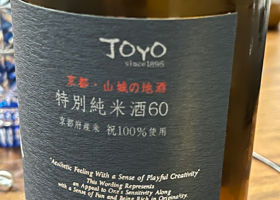 JOYO
since1895
京都・山城の地酒
特別純米酒60
京都府産米 祝100%使用
"Aesthetic Feeling With a Sense of Playful Creativity"
This Wording Represents
an Appeal to One's Sensitivity Along
with a Sense of Fun and Being Rich in Originality.